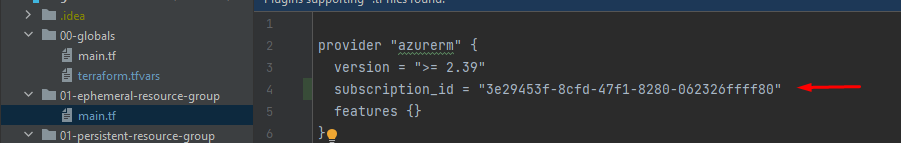 .idea
00-globals
main.tf
terraform.tfvars
01-ephemeral-resource-group
main.tf
01-persistent-resource-group
Plugins supporting *.tf files found.
1
2 provider "azurerm" {
3 version = ">= 2.39"
4 subscription_id = "3e29453f-8cfd-47f1-8280-062326ffff80"
5 features {}
6 }